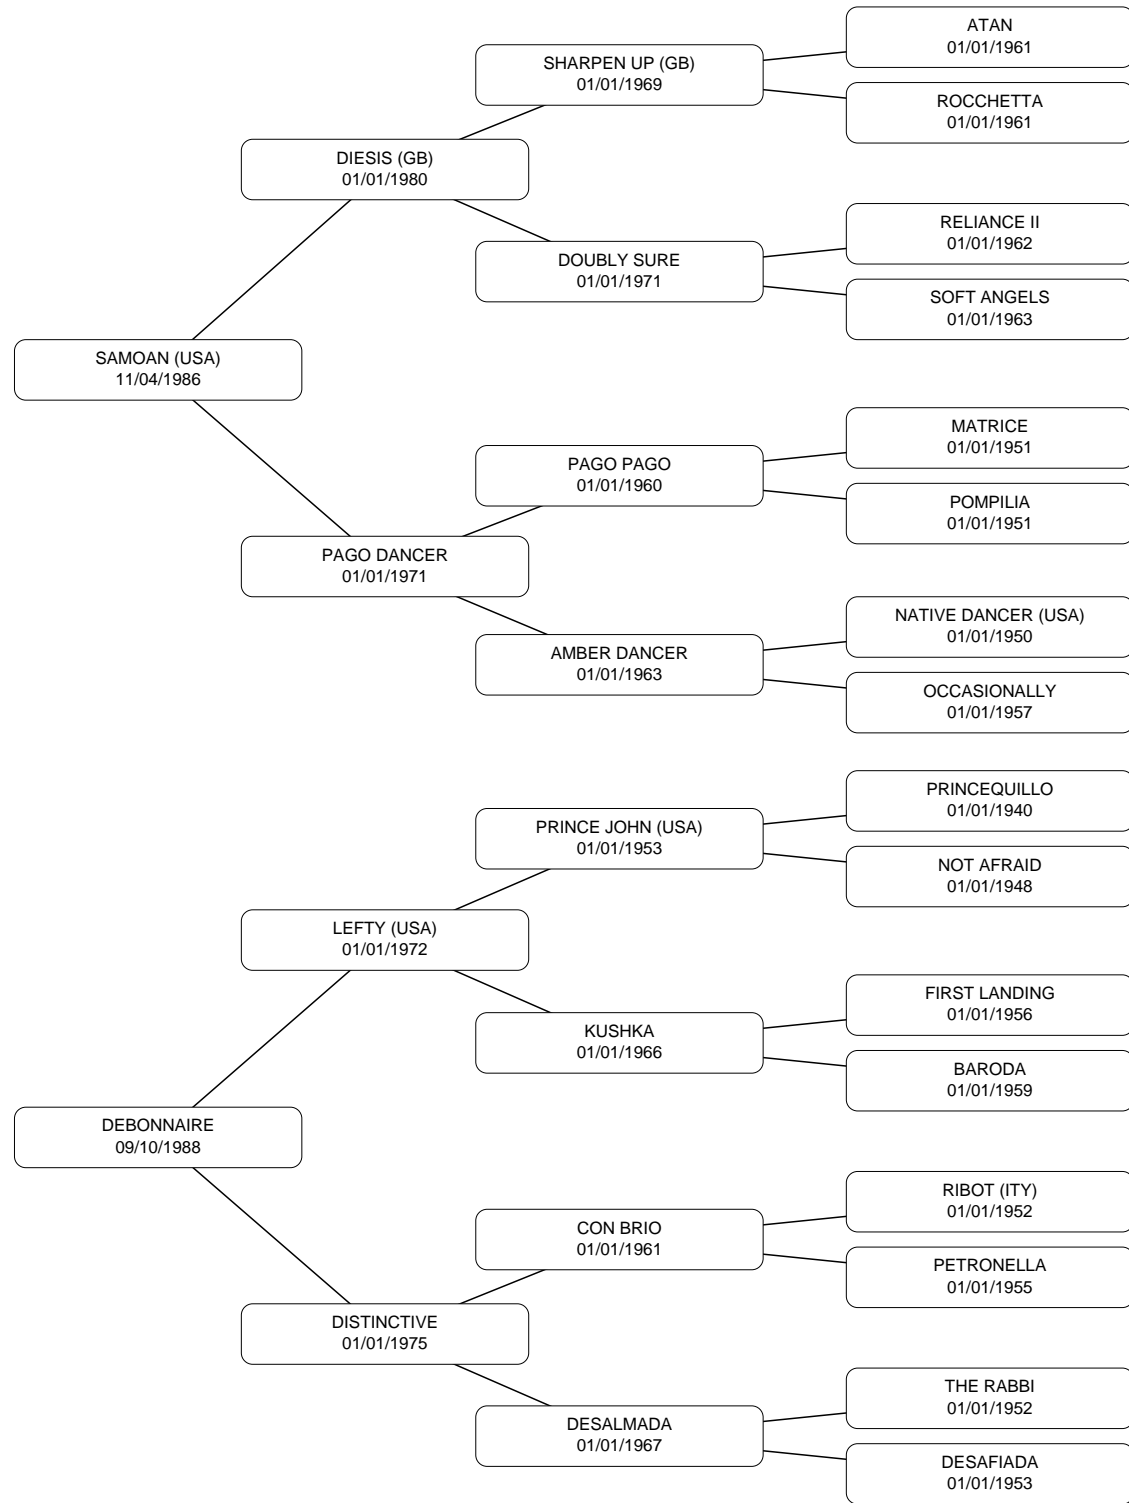 ATAN
01/01/1961
SHARPEN UP (GB)
01/01/1969
ROCCHETTA
01/01/1961
DIESIS (GB)
01/01/1980
RELIANCE II
01/01/1962
DOUBLY SURE
01/01/1971
SOFT ANGELS
01/01/1963
SAMOAN (USA)
11/04/1986
MATRICE
01/01/1951
PAGO PAGO
01/01/1960
POMPILIA
01/01/1951
PAGO DANCER
01/01/1971
NATIVE DANCER (USA)
01/01/1950
AMBER DANCER
01/01/1963
OCCASIONALLY
01/01/1957
PRINCEQUILLO
01/01/1940
PRINCE JOHN (USA)
01/01/1953
NOT AFRAID
01/01/1948
LEFTY (USA)
01/01/1972
FIRST LANDING
01/01/1956
KUSHKA
01/01/1966
BARODA
01/01/1959
DEBONNAIRE
09/10/1988
RIBOT (ITY)
01/01/1952
CON BRIO
01/01/1961
PETRONELLA
01/01/1955
DISTINCTIVE
01/01/1975
THE RABBI
01/01/1952
DESALMADA
01/01/1967
DESAFIADA
01/01/1953